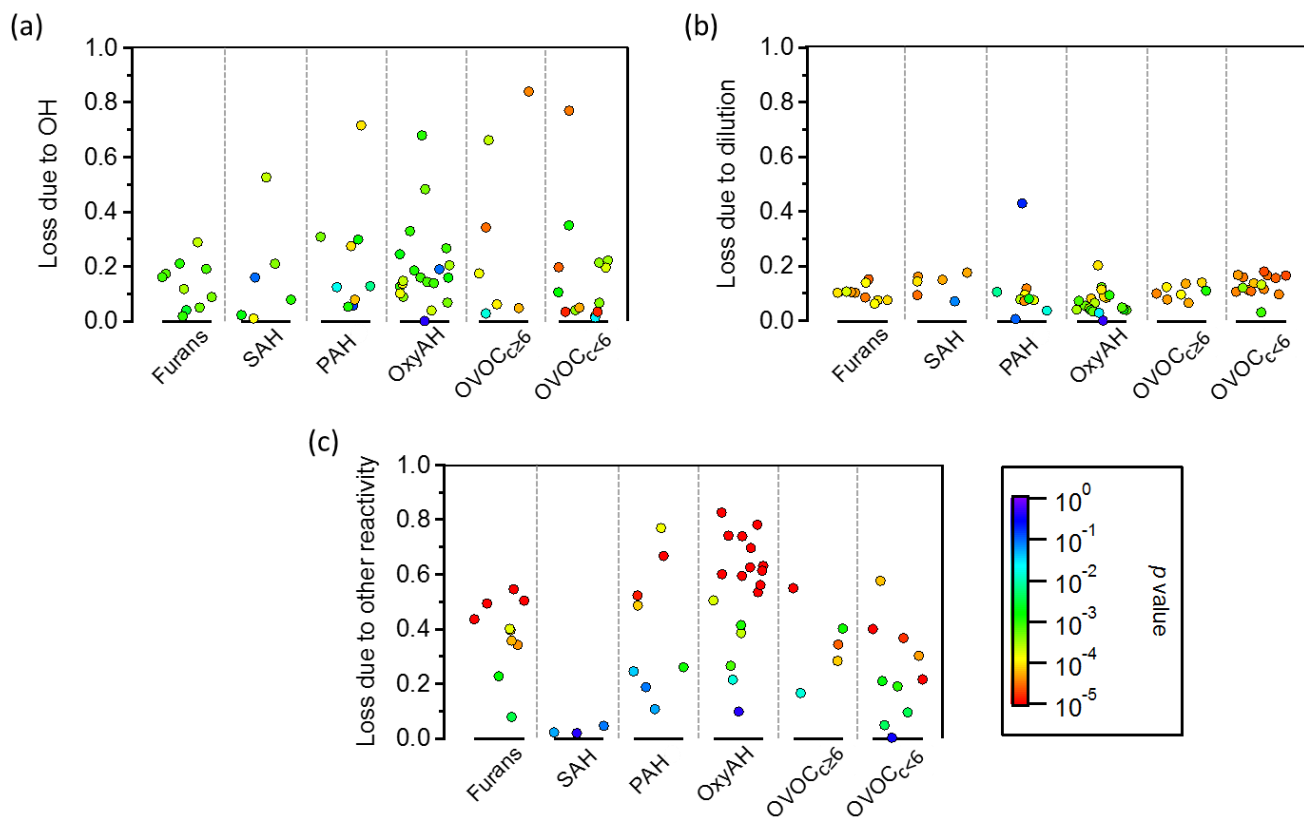 (a)
Loss due to OH
1.0
0.8
0.6
0.4
0.2
0.0
Furans
SAH
PAH
OxyAH
OVOCC≥6
OVOCC<6
(b)
Loss due to dilution
1.0
0.8
0.6
0.4
0.2
0.0
Furans
SAH
PAH
OxyAH
OVOCC≥6
OVOCC<6
(c)
Loss due to other reactivity
1.0
0.8
0.6
0.4
0.2
0.0
Furans
SAH
PAH
OxyAH
OVOCC≥6
OVOCC<6
10^0
10^-1
10^-2
10^-3
10^-4
10^-5
p value